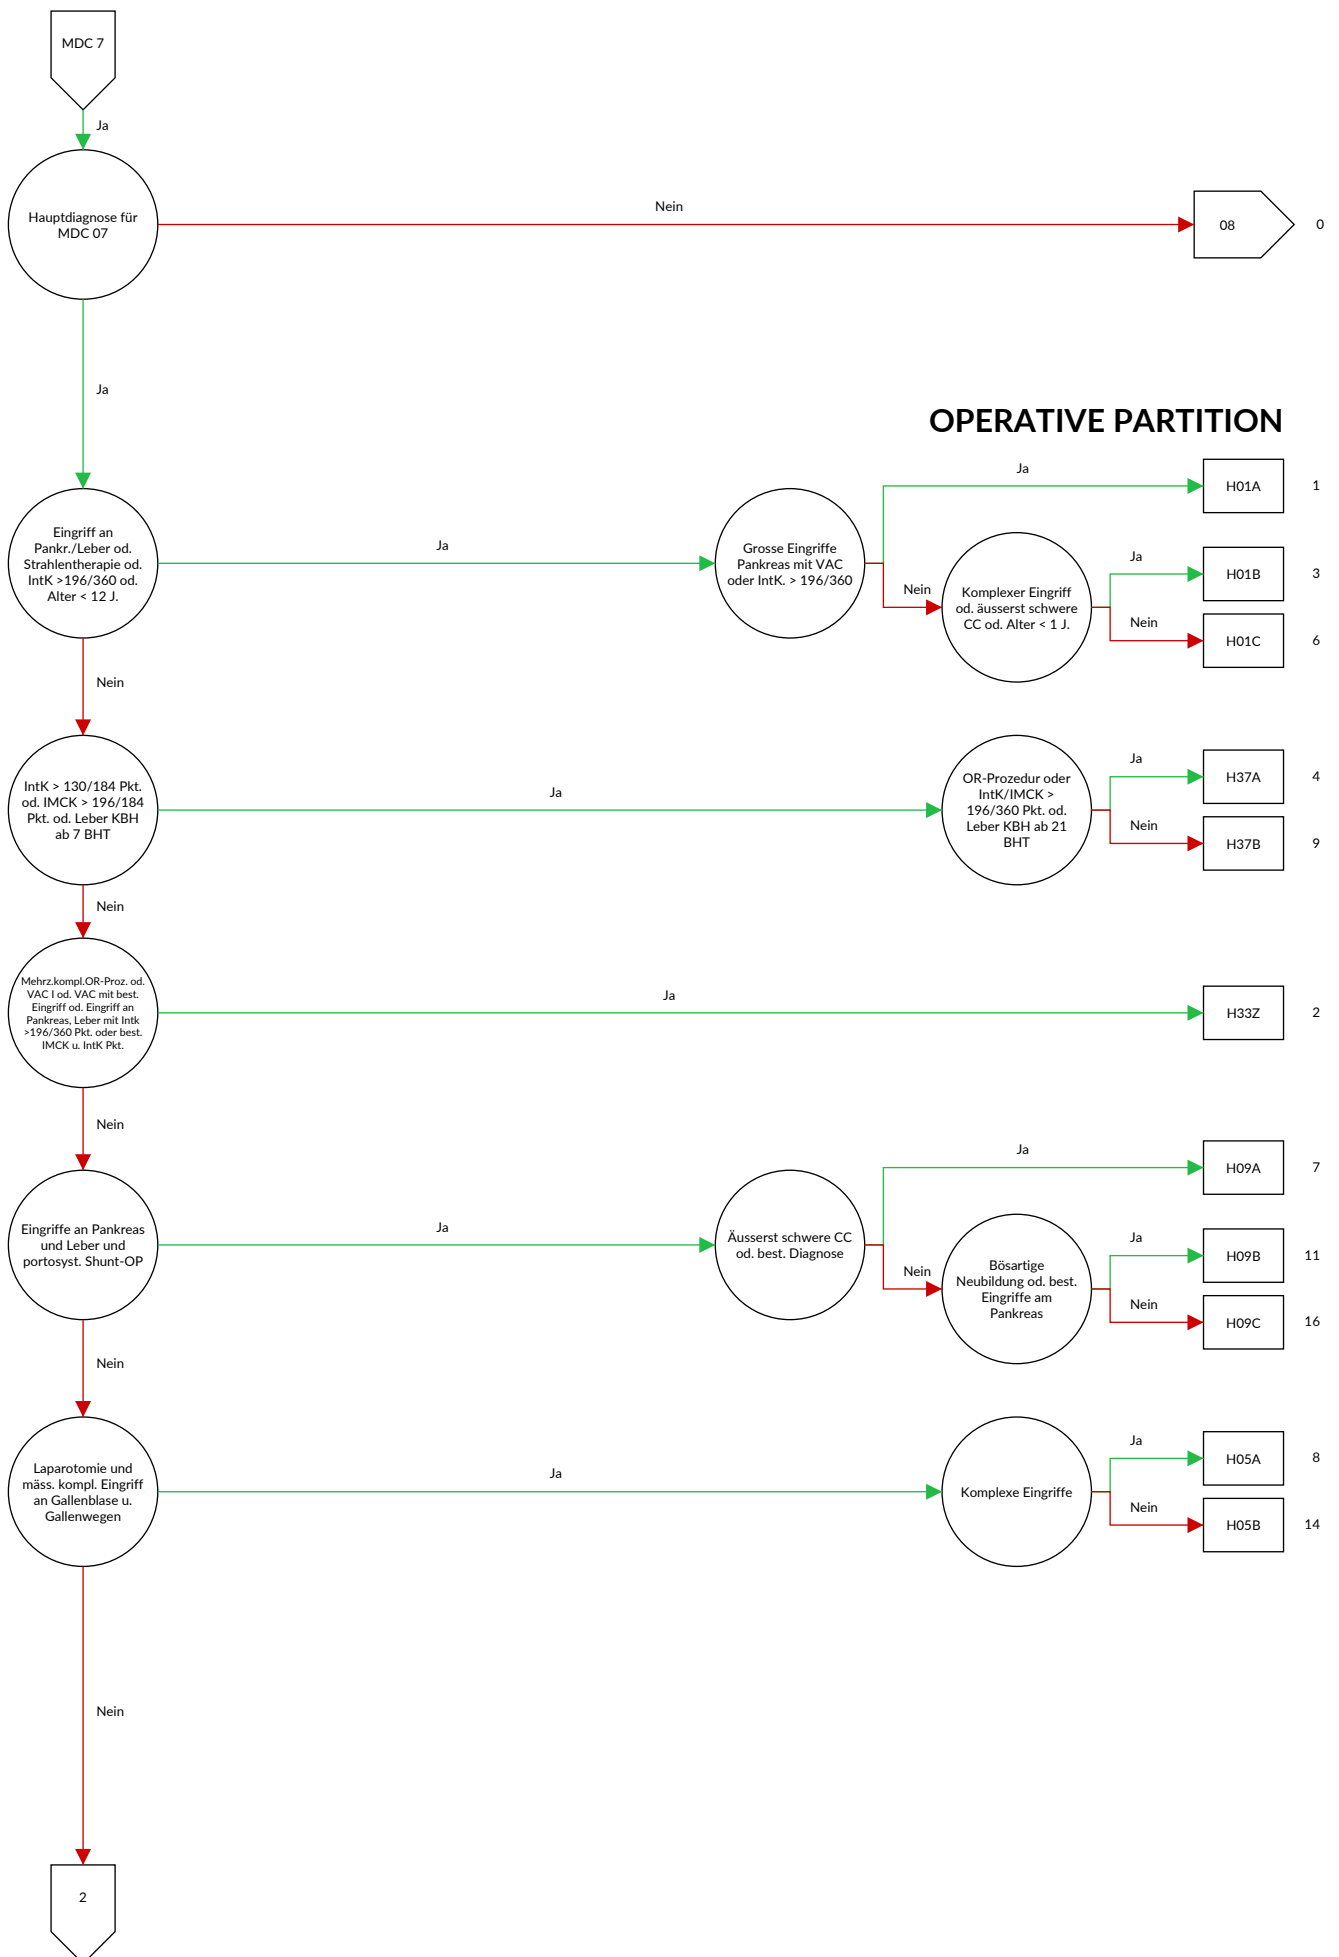 MDC 7
Ja
Hauptdiagnose für
MDC 07
Nein
08
0
Ja
OPERATIVE PARTITION
Eingriff an
Pankr./Leber od.
Strahlentherapie od.
IntK >196/360 od.
Alter < 12 J.
Ja
Grosse Eingriffe
Pankreas mit VAC
oder IntK. > 196/360
Ja
H01A
1
Nein
Komplexer Eingriff
od. äusserst schwere
CC od. Alter < 1 J.
Ja
H01B
3
Nein
H01C
6
Nein
IntK > 130/184 Pkt.
od. IMCK > 196/184
Pkt. od. Leber KBH
ab 7 BHT
Ja
OR-Prozedur oder
IntK/IMCK >
196/360 Pkt. od.
Leber KBH ab 21
BHT
Ja
H37A
4
Nein
H37B
9
Nein
Mehrz.kompl.OR-Proz. od.
VAC I od. VAC mit best.
Eingriff od. Eingriff an
Pankreas, Leber mit Intk
>196/360 Pkt. oder best.
IMCK u. IntK Pkt.
Ja
H33Z
2
Nein
Eingriffe an Pankreas
und Leber und
portosyst. Shunt-OP
Ja
Äusserst schwere CC
od. best. Diagnose
Ja
H09A
7
Nein
Bösartige
Neubildung od. best.
Eingriffe am
Pankreas
Ja
H09B
11
Nein
H09C
16
Nein
Laparotomie und
mäss. kompl. Eingriff
an Gallenblase u.
Gallenwegen
Ja
Komplexe Eingriffe
Ja
H05A
8
Nein
H05B
14
Nein
2